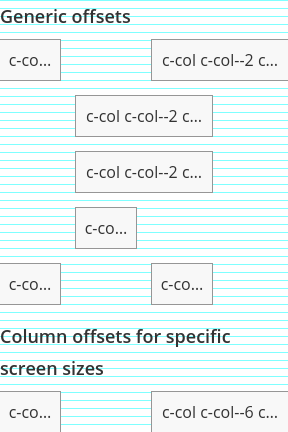 Generic offsets
c-co... c-col c-col--2 c...
c-col c-col--2 c...
c-col c-col--2 c...
c-co...
c-co... c-co...
Column offsets for specific
screen sizes
c-co... c-col c-col--6 c...